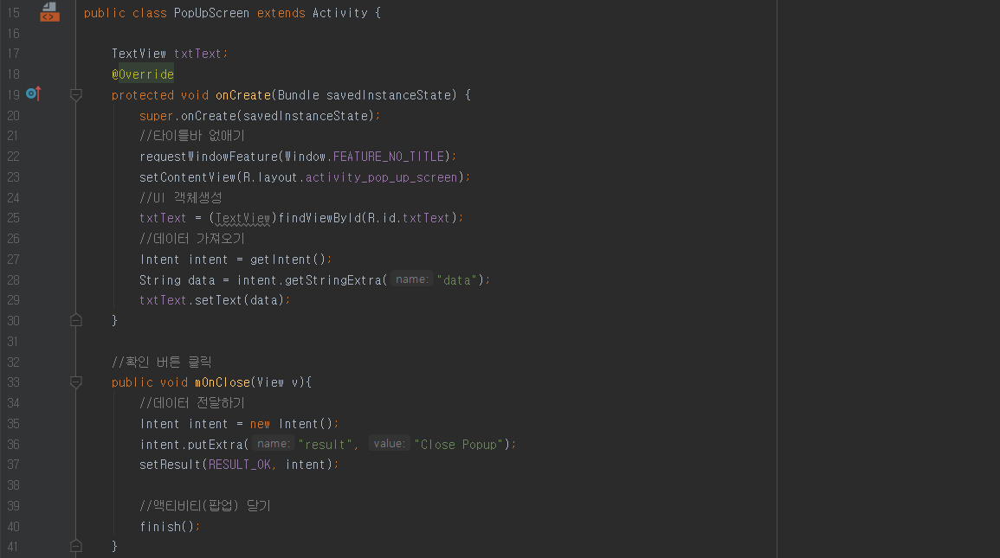 15 public class PopUpScreen extends Activity {
16
17 TextView txtText;
18 @Override
19 protected void onCreate(Bundle savedInstanceState) {
20 super.onCreate(savedInstanceState);
21 //타이틀바 없애기
22 requestWindowFeature(Window.FEATURE_NO_TITLE);
23 setContentView(R.layout.activity_pop_up_screen);
24 //UI 객체생성
25 txtText = (TextView)findViewById(R.id.txtText);
26 //데이터 가져오기
27 Intent intent = getIntent();
28 String data = intent.getStringExtra( name: "data");
29 txtText.setText(data);
30 }
31
32 //확인 버튼 클릭
33 public void mOnClose(View v){
34 //데이터 전달하기
35 Intent intent = new Intent();
36 intent.putExtra( name: "result", value: "Close Popup");
37 setResult(RESULT_OK, intent);
38
39 //액티비티(팝업) 닫기
40 finish();
41 }